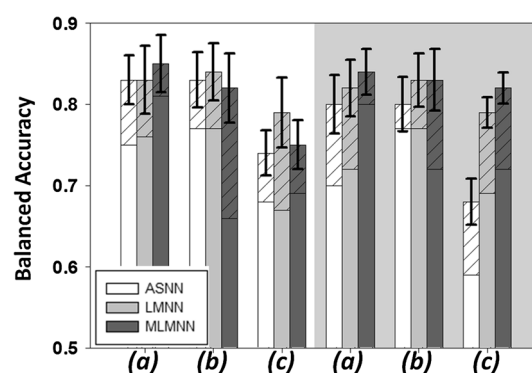 Balanced Accuracy
0.9
0.8
0.7
0.6
0.5
ASNN
LMNN
MLMNN
(a) (b) (c) (a) (b) (c)